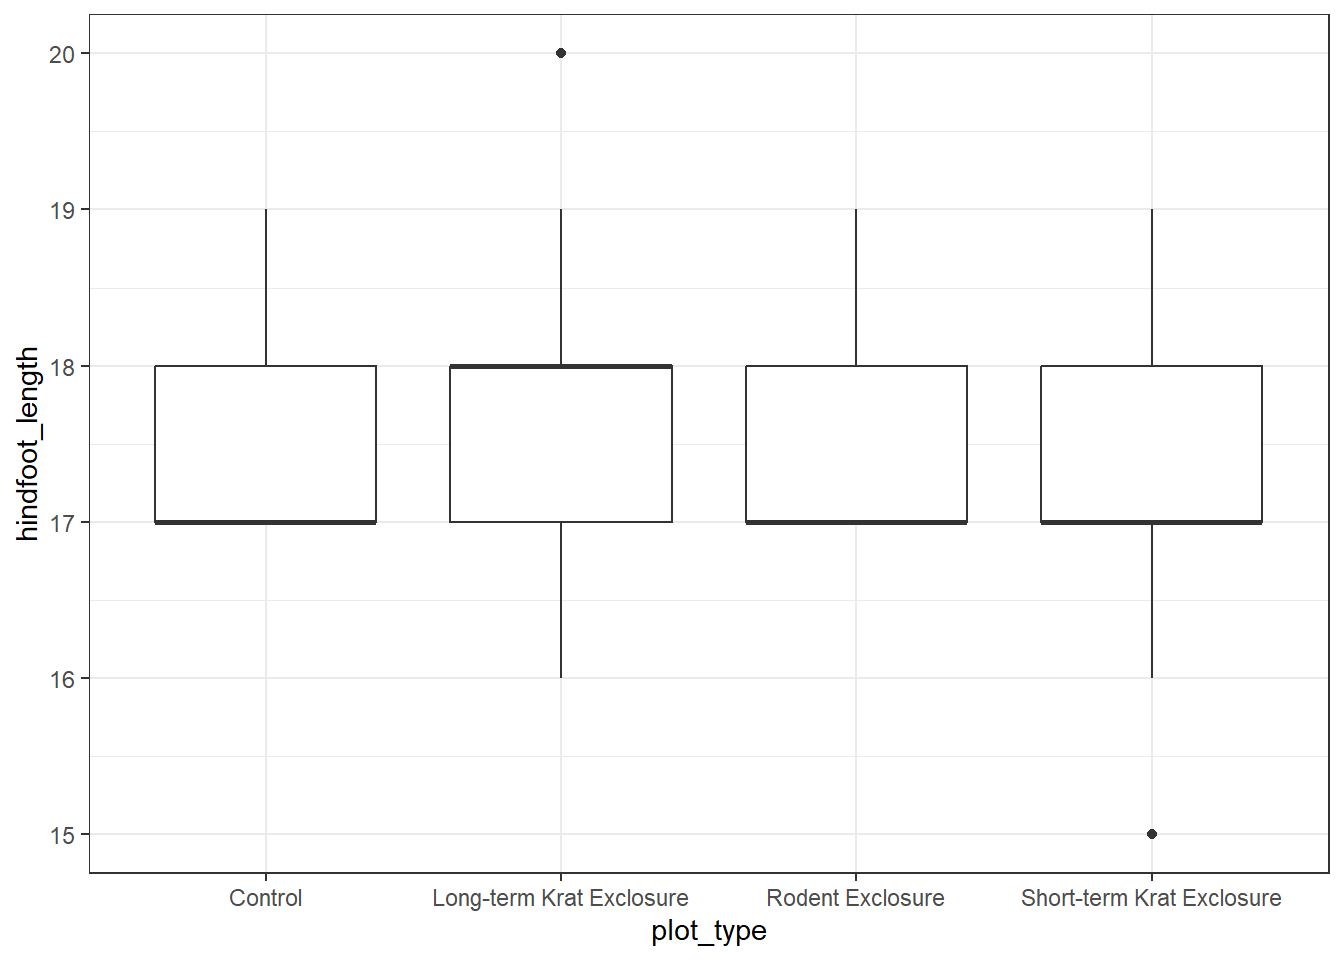 20
19
18
17
16
15
hindfoot_length
Control
Long-term Krat Exclosure
Rodent Exclosure
Short-term Krat Exclosure
plot_type